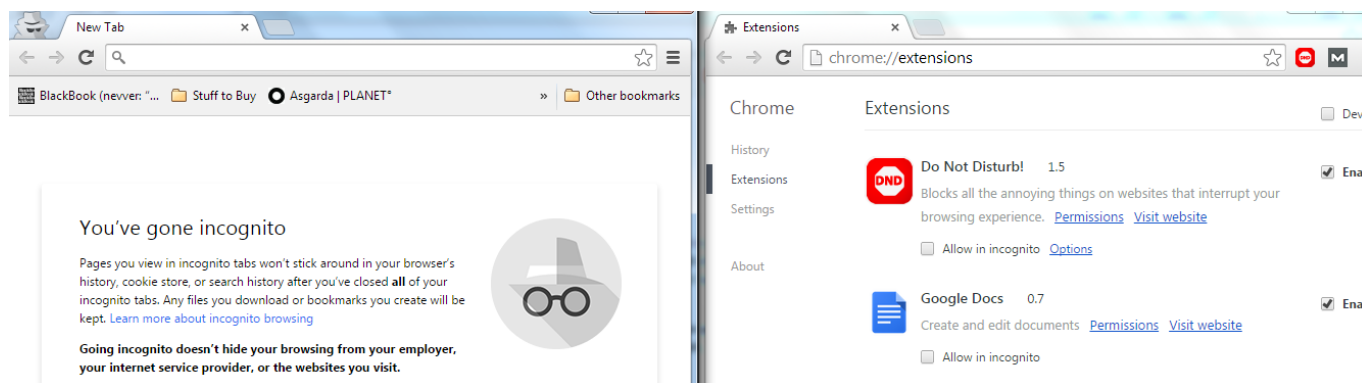 New Tab
BlackBook (nevver: "... Stuff to Buy Asgarda | PLANET° » Other bookmarks
You've gone incognito
Pages you view in incognito tabs won't stick around in your browser's
history, cookie store, or search history after you've closed all of your
incognito tabs. Any files you download or bookmarks you create will be
kept. Learn more about incognito browsing
Going incognito doesn't hide your browsing from your employer,
your internet service provider, or the websites you visit.
Extensions
chrome://extensions
Chrome
History
Extensions
Settings
About
Extensions
Dev
DND
Do Not Disturb! 1.5
Ena
Blocks all the annoying things on websites that interrupt your
browsing experience. Permissions Visit website
Allow in incognito Options
Google Docs 0.7
Ena
Create and edit documents Permissions Visit website
Allow in incognito